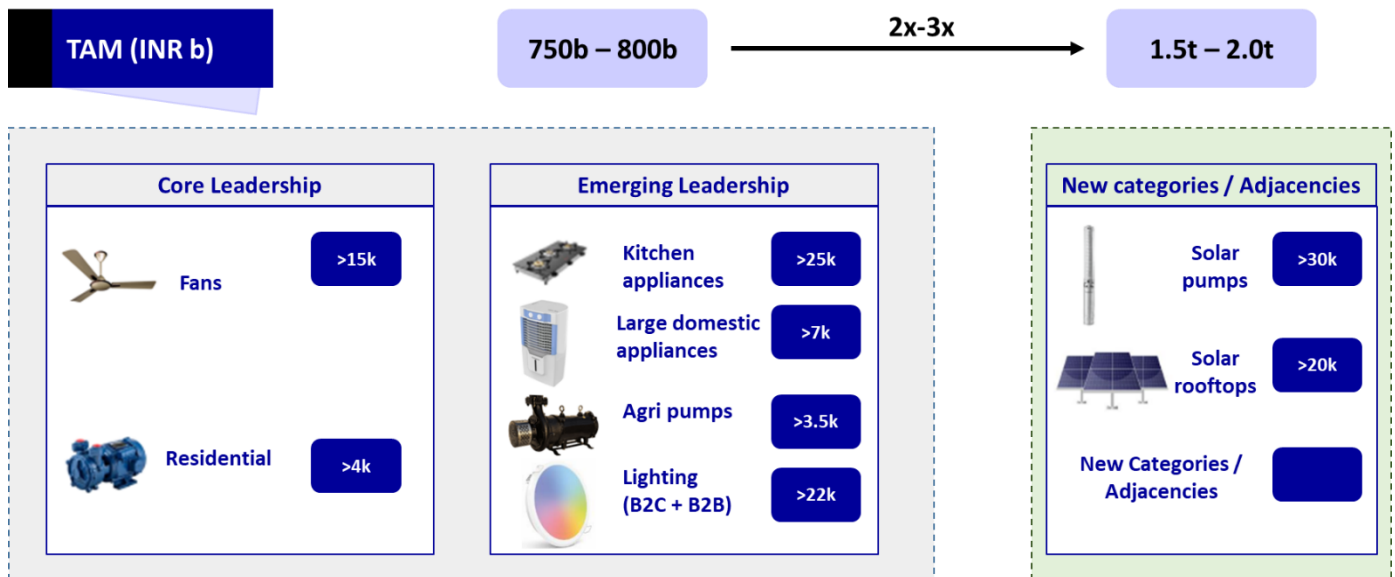 TAM (INR b)
750b – 800b
2x-3x
1.5t – 2.0t
Core Leadership
Fans
>15k
Residential
>4k
Emerging Leadership
Kitchen
appliances
>25k
Large domestic
appliances
>7k
Agri pumps
>3.5k
Lighting
(B2C + B2B)
>22k
New categories / Adjacencies
Solar
pumps
>30k
Solar
rooftops
>20k
New Categories /
Adjacencies